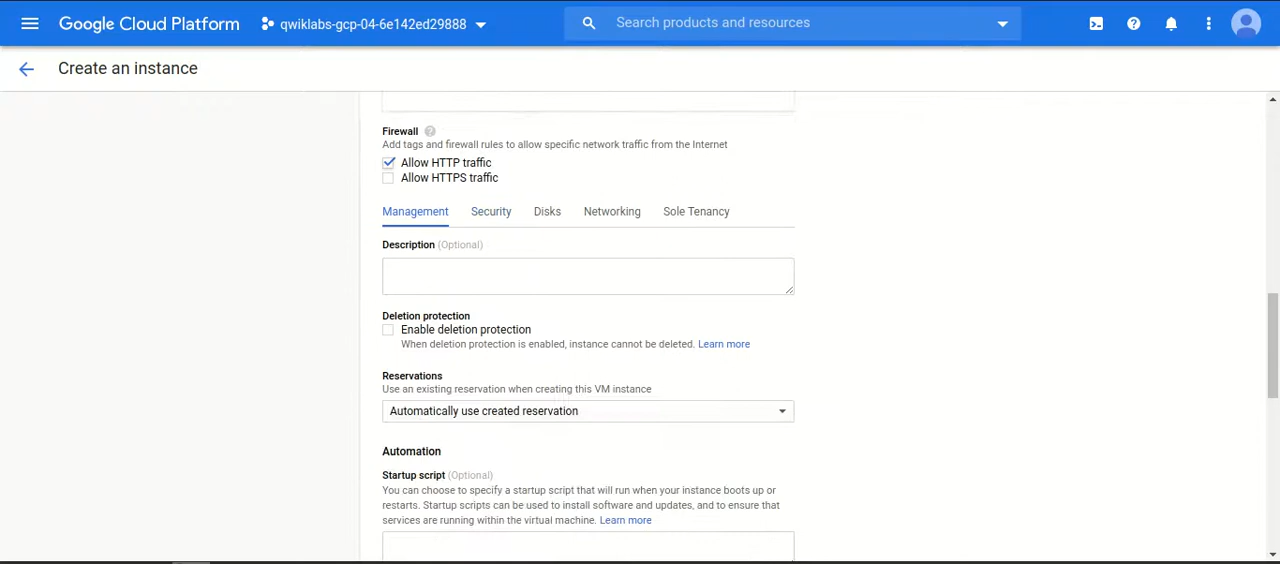 Google Cloud Platform
qwiklabs-gcp-04-6e142ed29888
Search products and resources
Create an instance
Firewall
Add tags and firewall rules to allow specific network traffic from the Internet
Allow HTTP traffic
Allow HTTPS traffic
Management Security Disks Networking Sole Tenancy
Description (Optional)
Deletion protection
Enable deletion protection
When deletion protection is enabled, instance cannot be deleted. Learn more
Reservations
Use an existing reservation when creating this VM instance
Automatically use created reservation
Automation
Startup script (Optional)
You can choose to specify a startup script that will run when your instance boots up or
restarts. Startup scripts can be used to install software and updates, and to ensure that
services are running within the virtual machine. Learn more